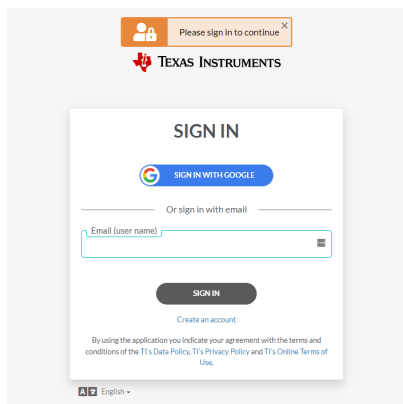 Please sign in to continue
TEXAS INSTRUMENTS
SIGN IN
SIGN IN WITH GOOGLE
Or sign in with email
Email (user name)
SIGN IN
Create an account
By using the application you indicate your agreement with the terms and
conditions of the TI's Data Policy, TI's Privacy Policy and TI's Online Terms of
Use.
English